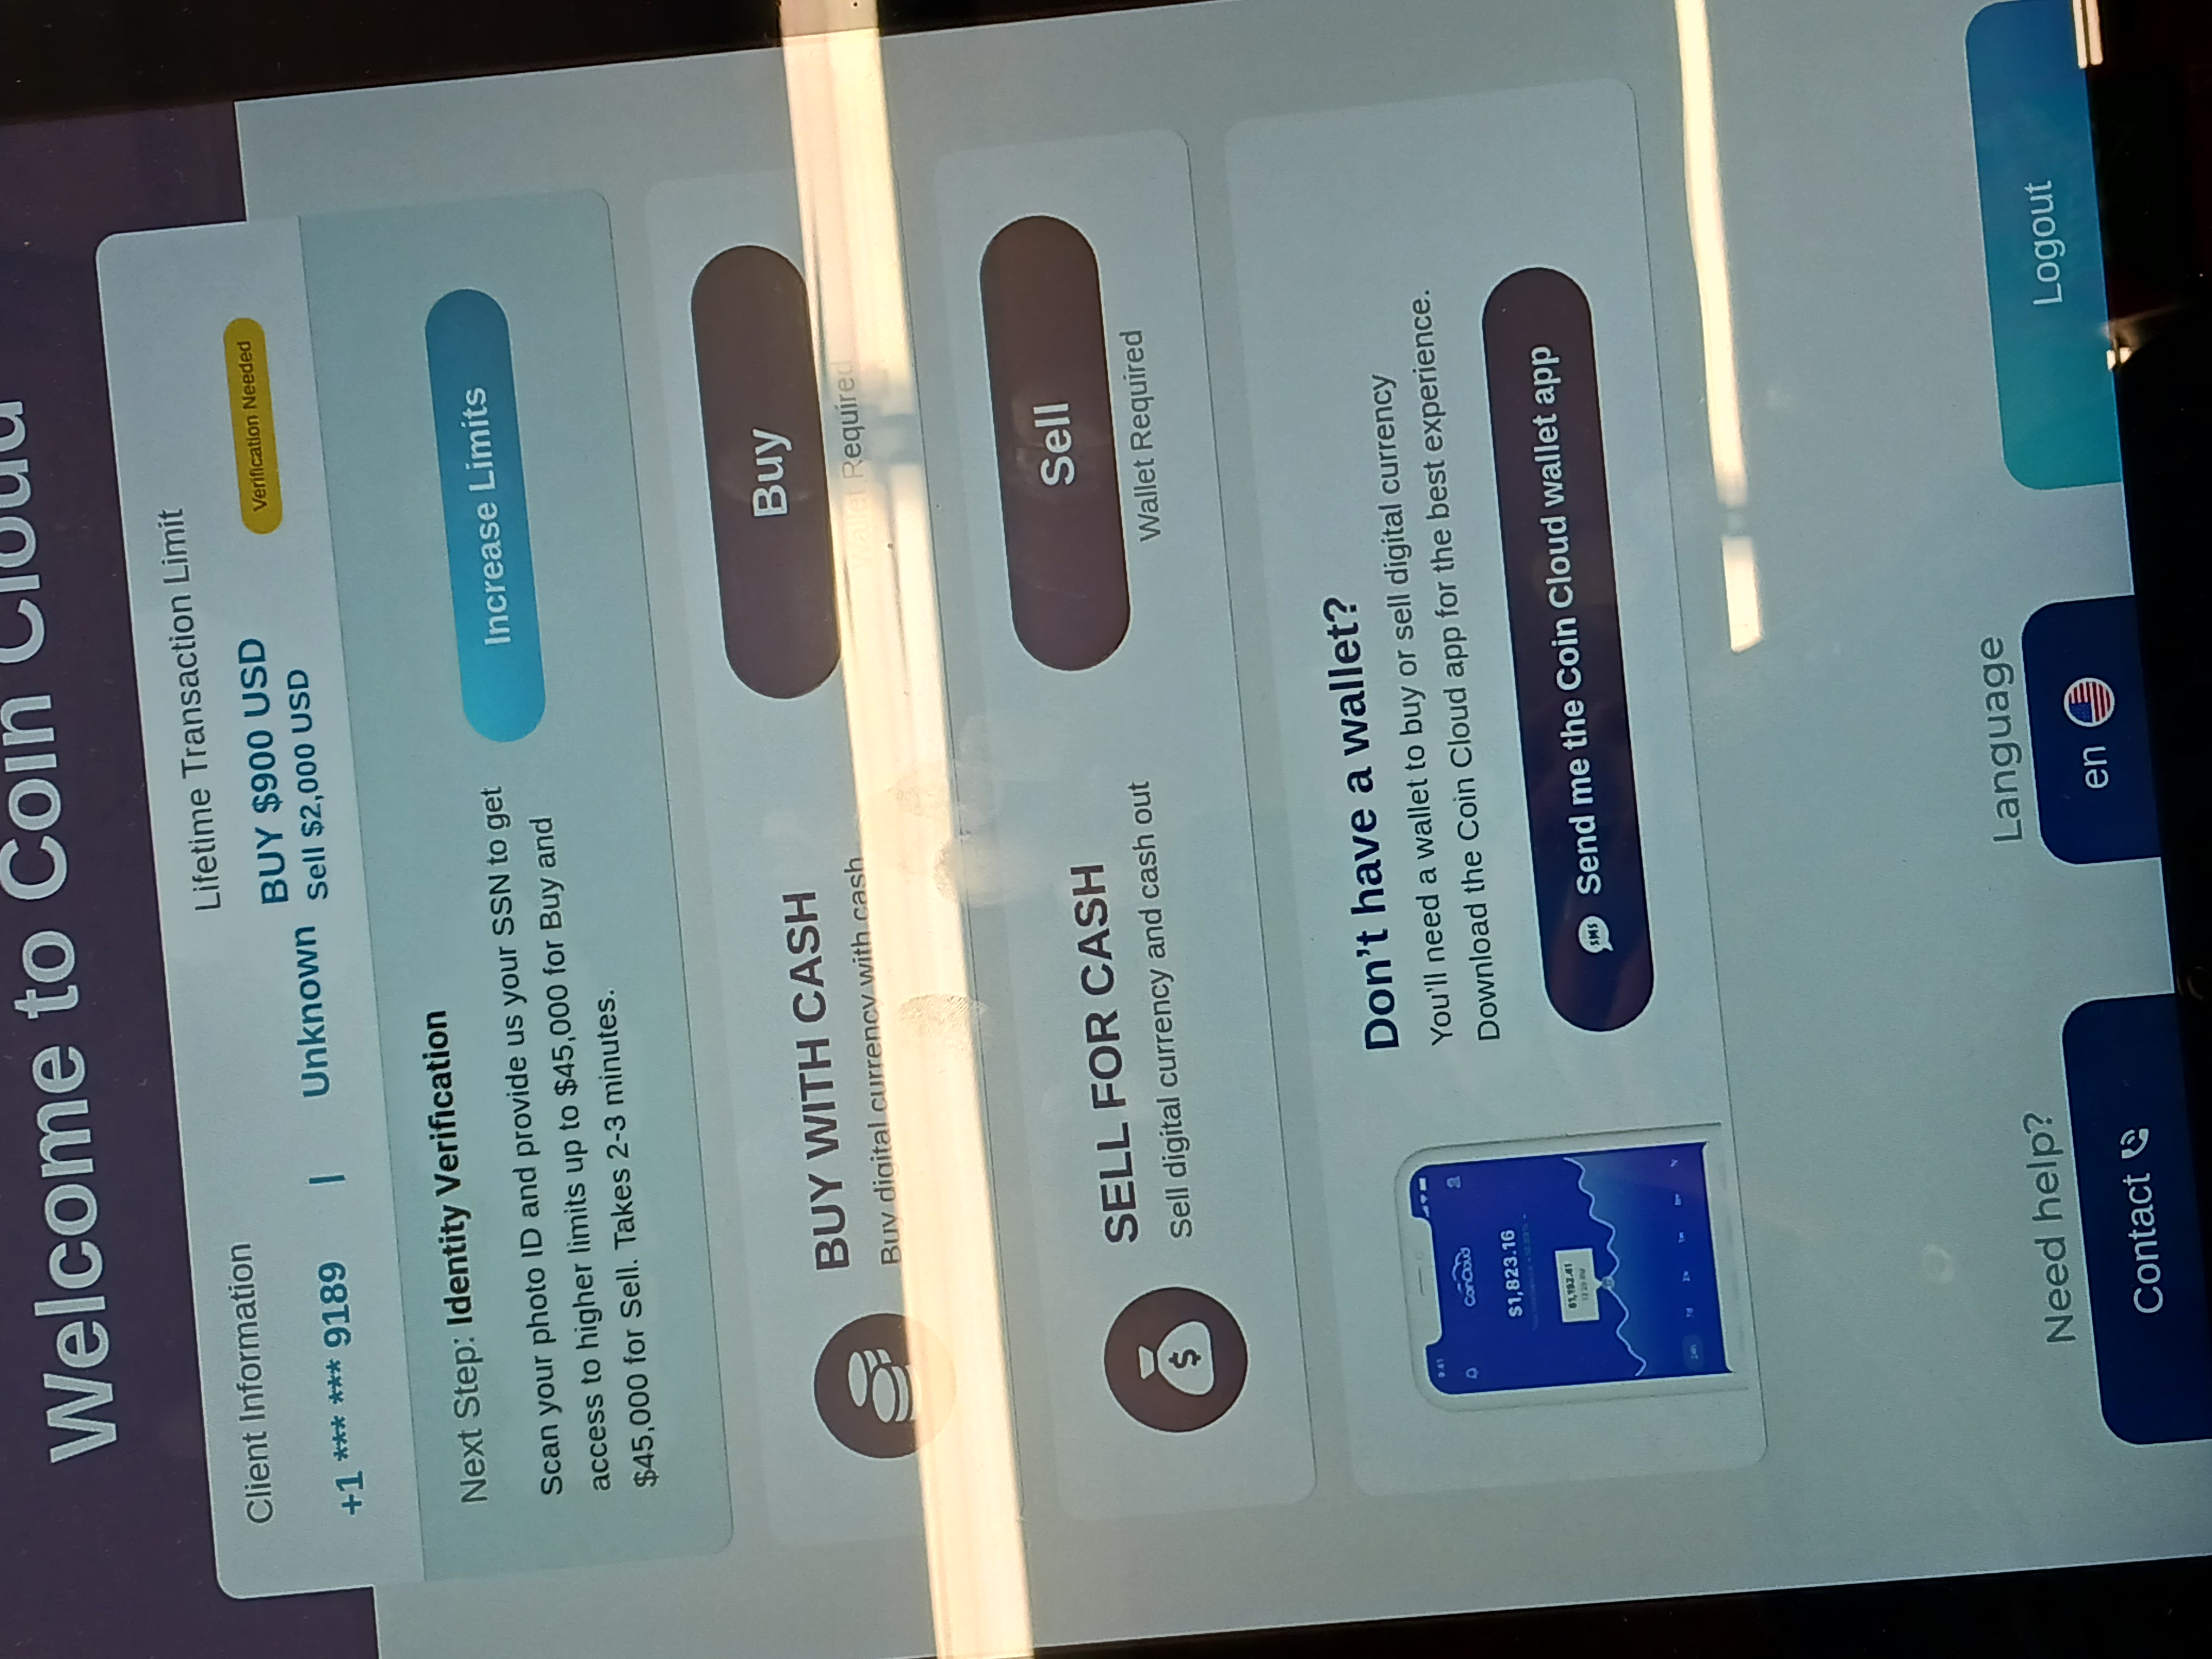 Welcome to Coin Cloud
Client Information
+1 *** *** 9189 | Unknown
Lifetime Transaction Limit
BUY $900 USD
Sell $2,000 USD
Verification Needed
Next Step: Identity Verification
Scan your photo ID and provide us your SSN to get
access to higher limits up to $45,000 for Buy and
$45,000 for Sell. Takes 2-3 minutes.
Increase Limits
BUY WITH CASH
Buy digital currency with cash
Buy
Wallet Required
SELL FOR CASH
Sell digital currency and cash out
Sell
Wallet Required
Don't have a wallet?
You'll need a wallet to buy or sell digital currency
Download the Coin Cloud app for the best experience.
SMS Send me the Coin Cloud wallet app
9:41
CoinCloud
$1,823.16
24h
Need help?
Contact
Language
en
Logout